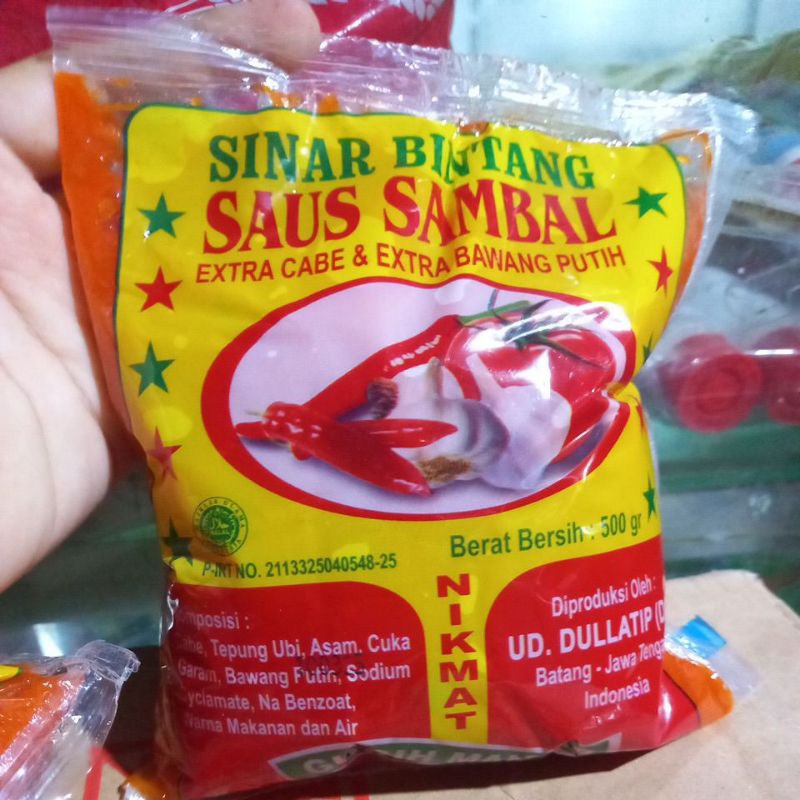 SINAR BINTANG
SAUS SAMBAL
EXTRA CABE & EXTRA BAWANG PUTIH
Berat Bersih : 500 gr
P-IRT NO. 2113325040548-25
NIKMAT
Tepung Ubi, Asam. Cuka
Garam, Bawang Putih, Sodium
Na Benzoat,
Warna Makanan dan Air
Diproduksi Oleh :
UD. DULLATIP
Batang - Jawa
Indonesia